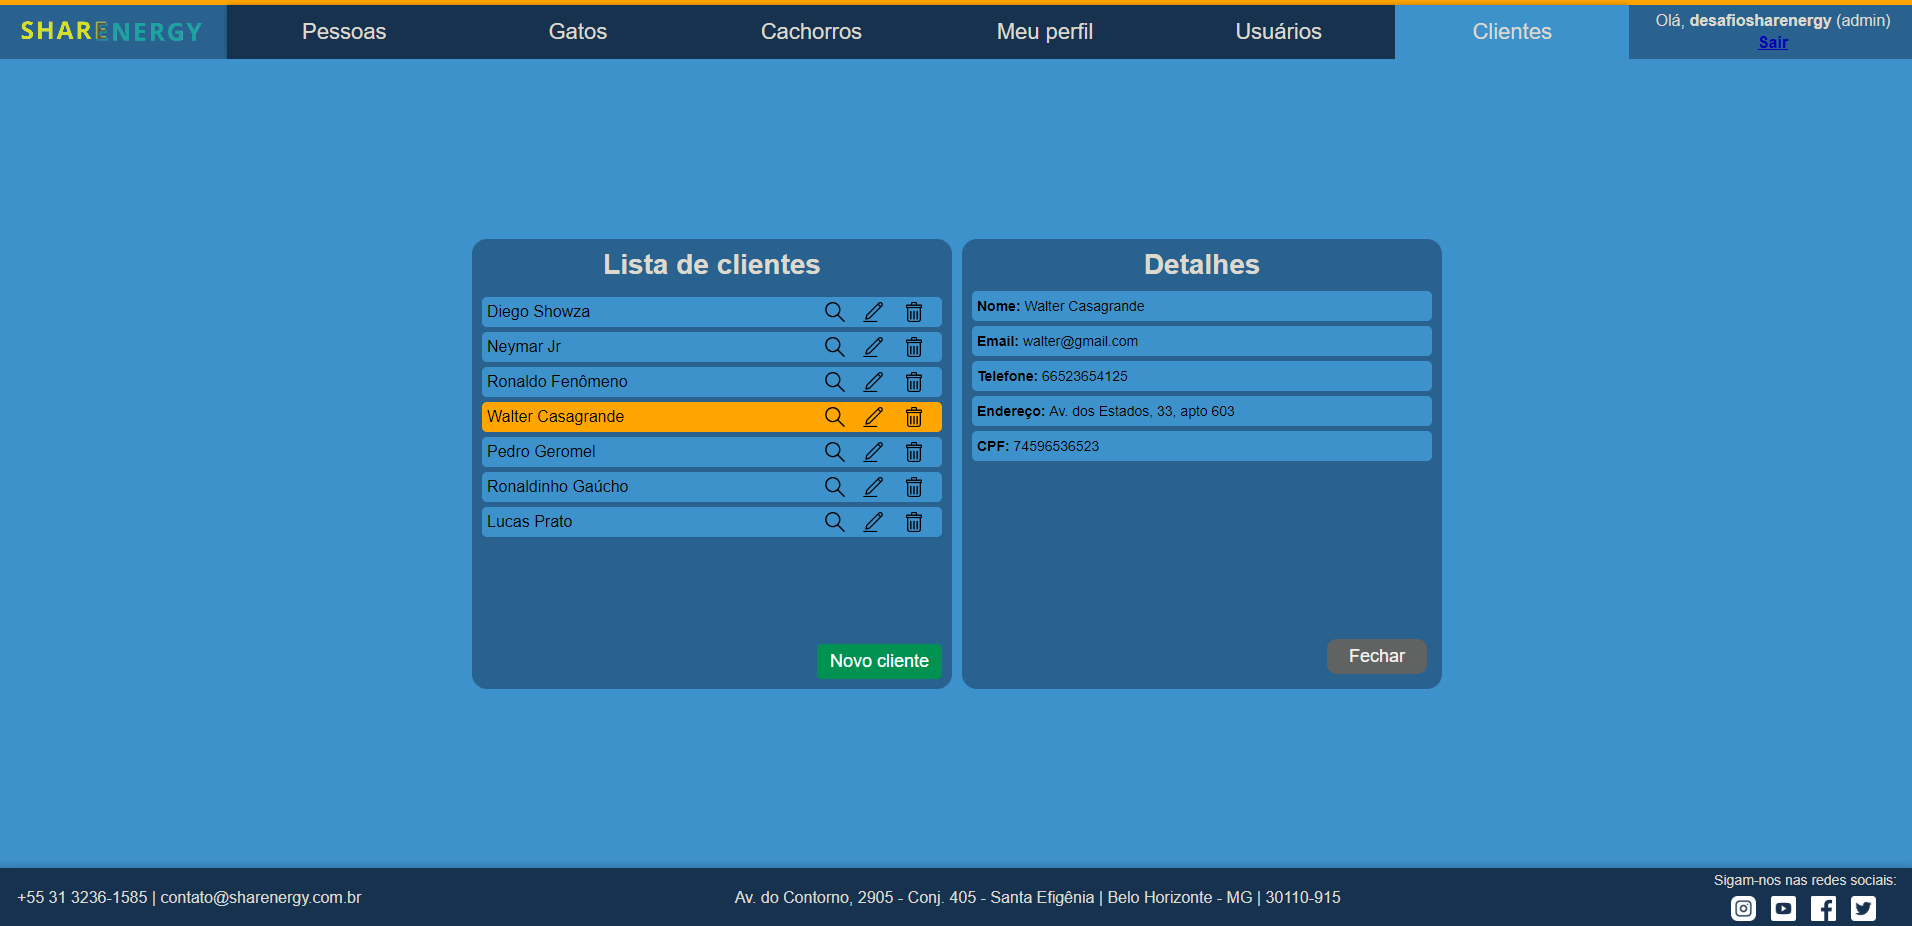 SHARENERGY
Pessoas
Gatos
Cachorros
Meu perfil
Usuários
Clientes
Olá, desafiosharenergy (admin)
Sair
Lista de clientes
Diego Showza
Neymar Jr
Ronaldo Fenômeno
Walter Casagrande
Pedro Geromel
Ronaldinho Gaúcho
Lucas Prato
Novo cliente
Detalhes
Nome: Walter Casagrande
Email: walter@gmail.com
Telefone: 66523654125
Endereço: Av. dos Estados, 33, apto 603
CPF: 74596536523
Fechar
+55 31 3236-1585 | contato@sharenergy.com.br
Av. do Contorno, 2905 - Conj. 405 - Santa Efigênia | Belo Horizonte - MG | 30110-915
Sigam-nos nas redes sociais: